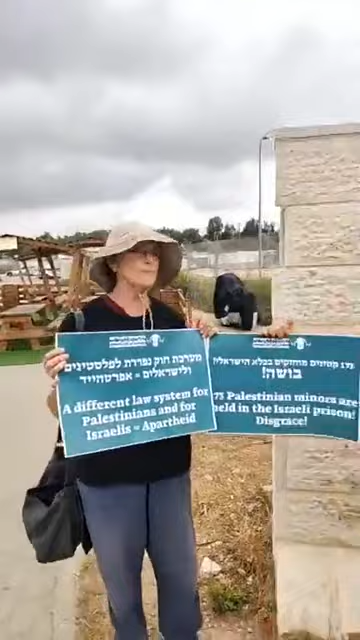 מערכת חוק נפרדת לפלסטינים
ולישראלים = אפרטהייד
A different law system for
Palestinians and for
Israelis = Apartheid
קטינים מוחזקים בכלא הישראלי!
בושה!
Palestinian minors are
held in the Israeli prison!
Disgrace!